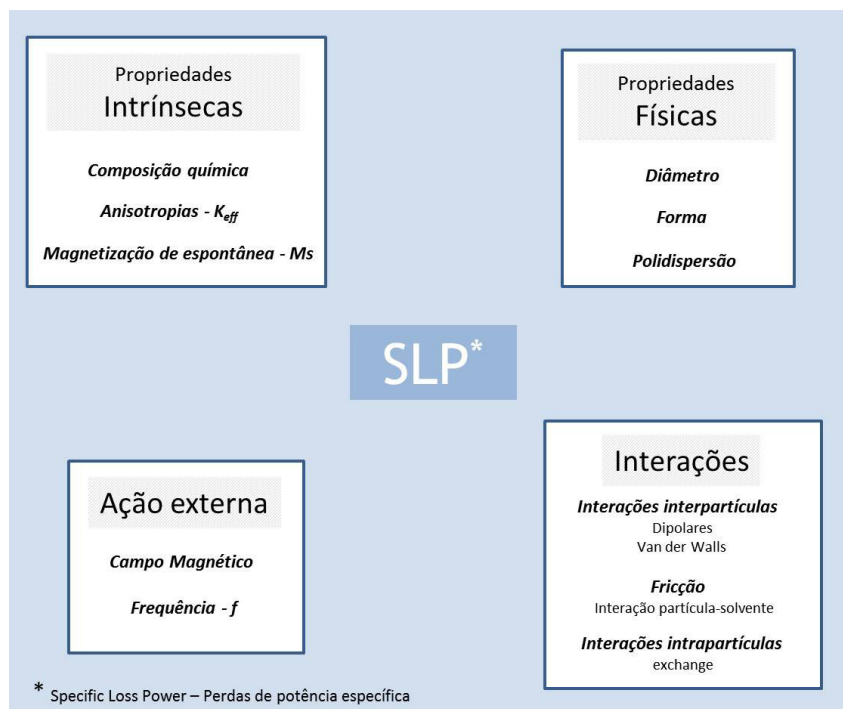 Propriedades
Intrínsecas
Composição química
Anisotropias - Keff
Magnetização de espontânea - Ms
Propriedades
Físicas
Diâmetro
Forma
Polidispersão
SLP*
Ação externa
Campo Magnético
Frequência - f
Interações
Interações interpartículas
Dipolares
Van der Walls
Fricção
Interação partícula-solvente
Interações intrapartículas
exchange
* Specific Loss Power – Perdas de potência específica